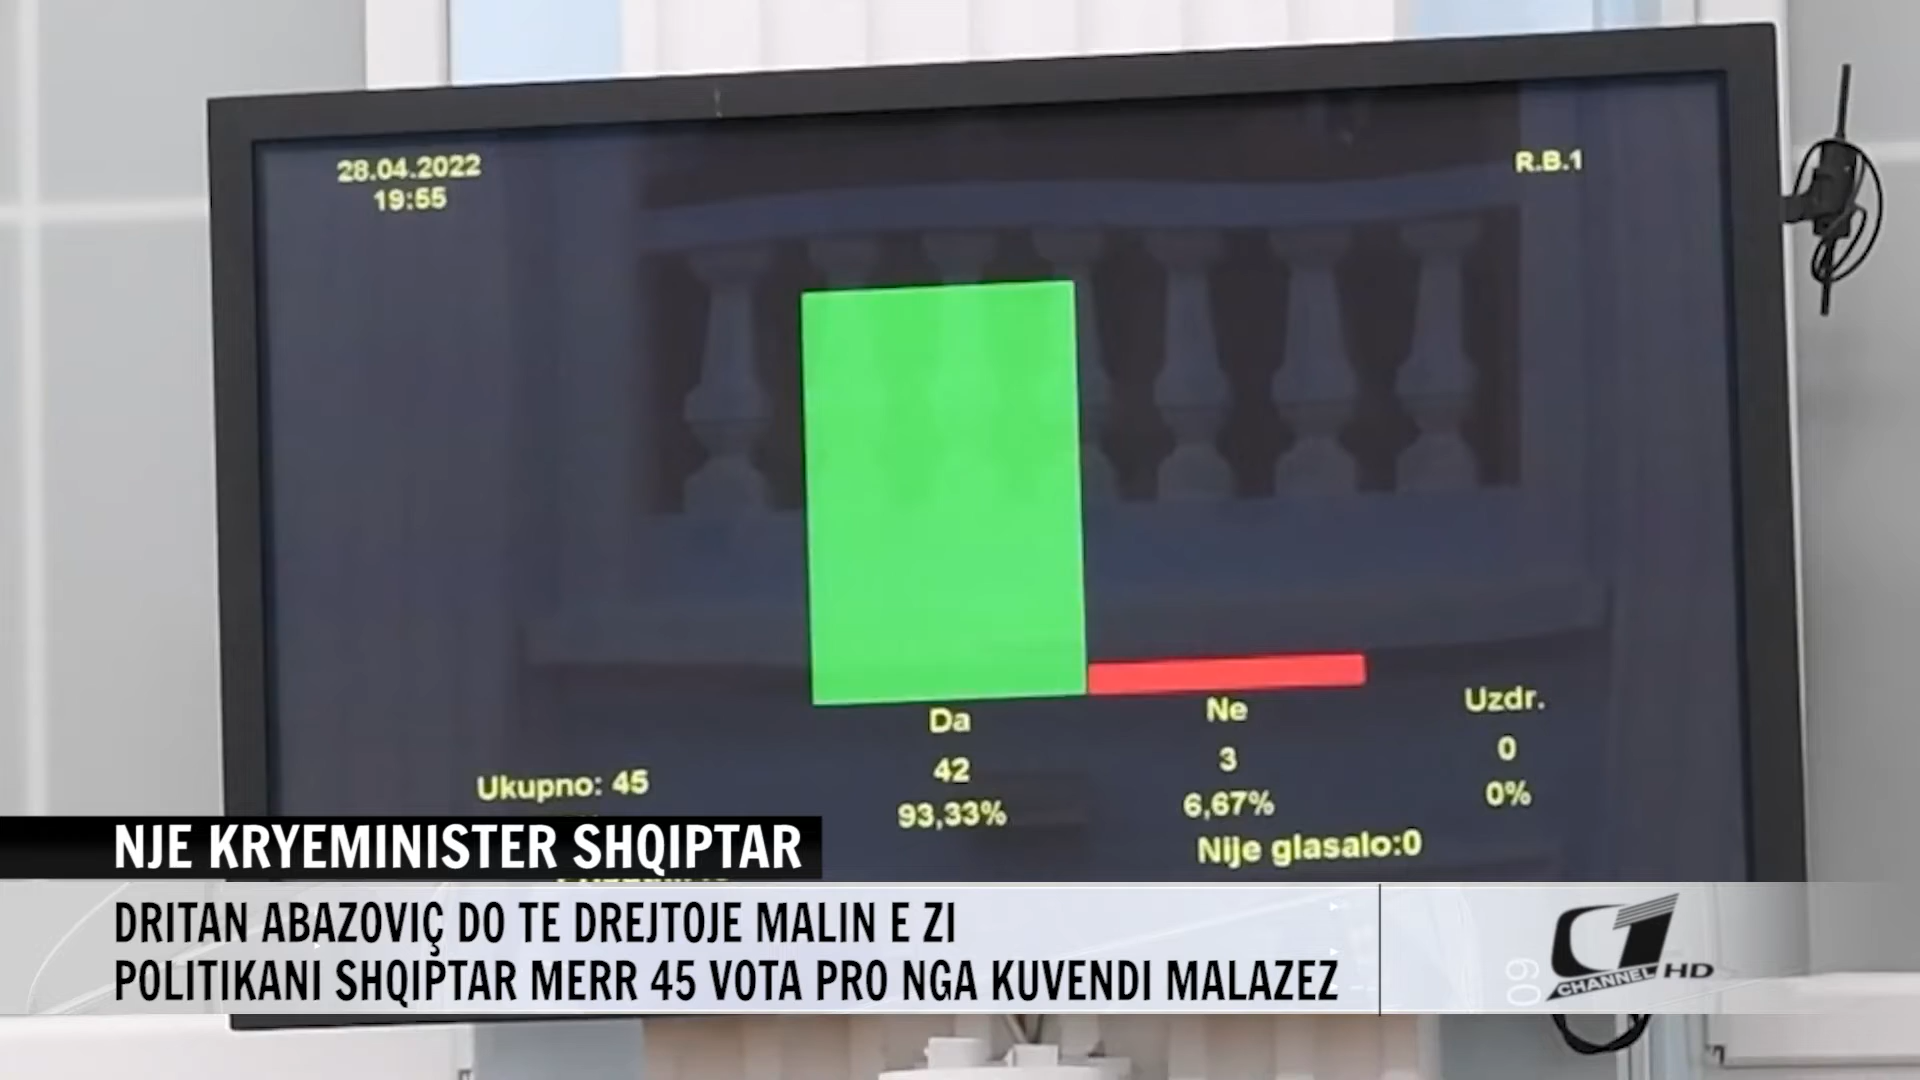 28.04.2022
19:55
R.B.1
Da
Ne
Uzdr.
42
3
0
Ukupno: 45
93,33%
6,67%
0%
Nije glasalo:0
NJE KRYEMINISTER SHQIPTAR
DRITAN ABAZOVIÇ DO TE DREJTOJE MALIN E ZI
POLITIKANI SHQIPTAR MERR 45 VOTA PRO NGA KUVENDI MALAZEZ
09
CHANNEL HD